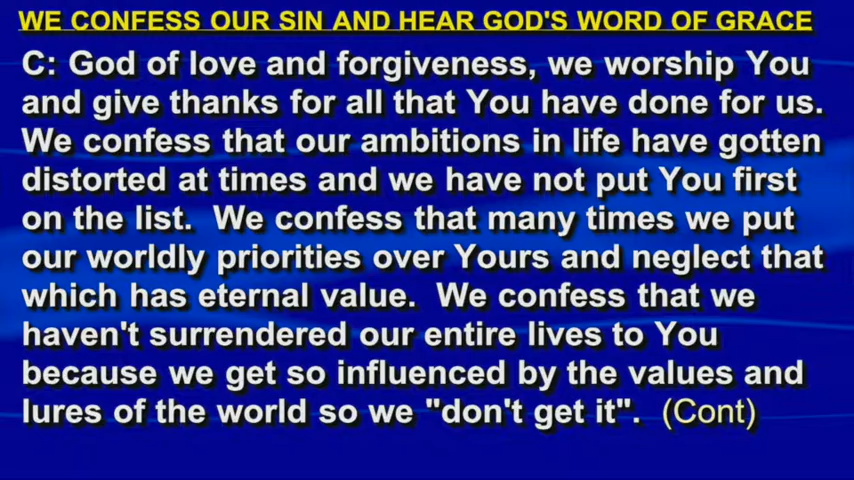 WE CONFESS OUR SIN AND HEAR GOD'S WORD OF GRACE
C: God of love and forgiveness, we worship You
and give thanks for all that You have done for us.
We confess that our ambitions in life have gotten
distorted at times and we have not put You first
on the list.  We confess that many times we put
our worldly priorities over Yours and neglect that
which has eternal value.  We confess that we
haven't surrendered our entire lives to You
because we get so influenced by the values and
lures of the world so we "don't get it".  (Cont)